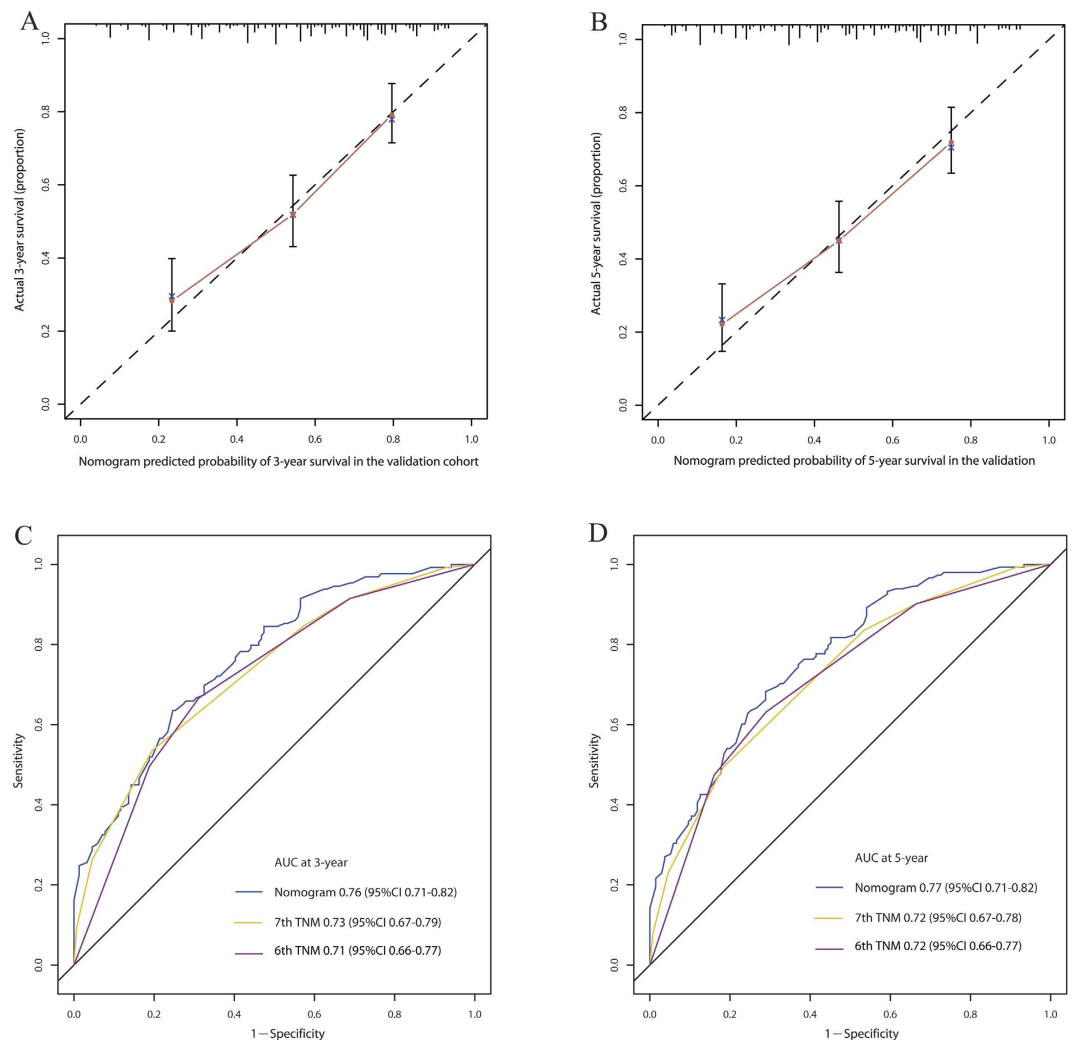 A
Actual 3-year survival (proportion)
1.0
0.8
0.6
0.4
0.2
0.0
0.0 0.2 0.4 0.6 0.8 1.0
Nomogram predicted probability of 3-year survival in the validation cohort
B
Actual 5-year survival (proportion)
1.0
0.8
0.6
0.4
0.2
0.0
0.0 0.2 0.4 0.6 0.8 1.0
Nomogram predicted probability of 5-year survival in the validation
C
Sensitivity
1.0
0.8
0.6
0.4
0.2
0.0
AUC at 3-year
Nomogram 0.76 (95%CI 0.71-0.82)
7th TNM 0.73 (95%CI 0.67-0.79)
6th TNM 0.71 (95%CI 0.66-0.77)
0.0 0.2 0.4 0.6 0.8 1.0
1—Specificity
D
Sensitivity
1.0
0.8
0.6
0.4
0.2
0.0
AUC at 5-year
Nomogram 0.77 (95%CI 0.71-0.82)
7th TNM 0.72 (95%CI 0.67-0.78)
6th TNM 0.72 (95%CI 0.66-0.77)
0.0 0.2 0.4 0.6 0.8 1.0
1—Specificity